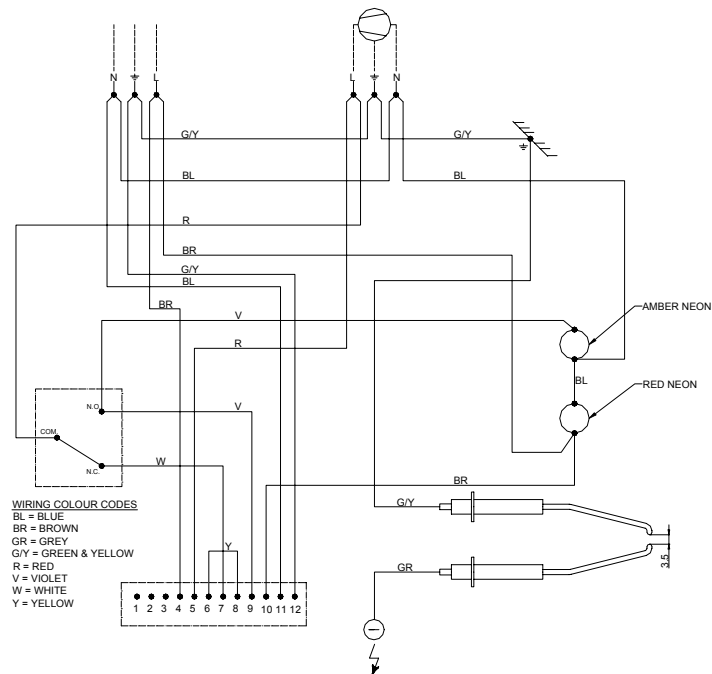 N L L N
G/Y G/Y
BL BL
R
BR
G/Y
BL
BR
V
AMBER NEON
R
BL
RED NEON
N.O
V
COM.
W
N.C.
BR
G/Y
3.5
WIRING COLOUR CODES
BL = BLUE
BR = BROWN
GR = GREY
G/Y = GREEN & YELLOW
R = RED
V = VIOLET
W = WHITE
Y = YELLOW
Y
GR
1 2 3 4 5 6 7 8 9 10 11 12